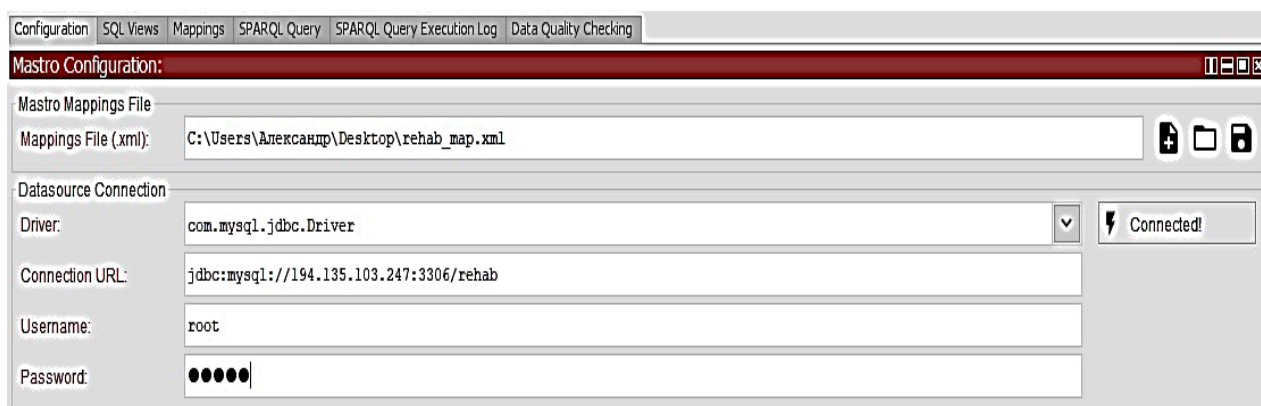 Configuration SQL Views Mappings SPARQL Query SPARQL Query Execution Log Data Quality Checking
Mastro Configuration:
Mastro Mappings File
Mappings File (.xml): C:\Users\Александр\Desktop\rehab_map.xml
Datasource Connection
Driver: com.mysql.jdbc.Driver Connected!
Connection URL: jdbc:mysql://194.135.103.247:3306/rehab
Username: root
Password: ●●●●●